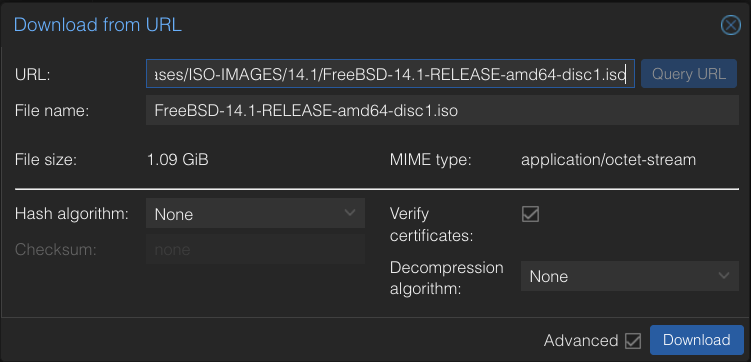 Download from URL
URL: ases/ISO-IMAGES/14.1/FreeBSD-14.1-RELEASE-amd64-disc1.iso Query URL
File name: FreeBSD-14.1-RELEASE-amd64-disc1.iso
File size: 1.09 GiB MIME type: application/octet-stream
Hash algorithm: None Verify certificates:
Checksum: none
Decompression algorithm: None
Advanced Download